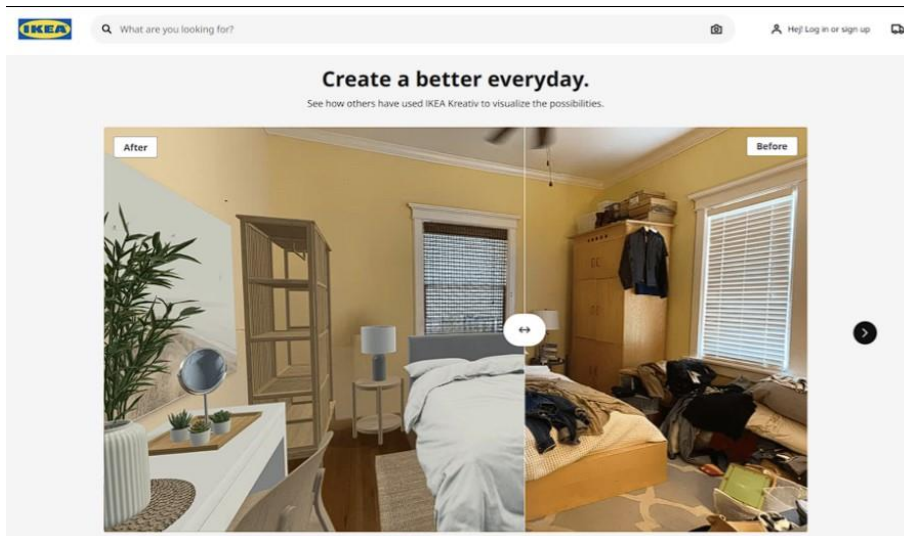 IKEA
What are you looking for?
Hej! Log in or sign up
Create a better everyday.
See how others have used IKEA Kreativ to visualize the possibilities.
After
Before